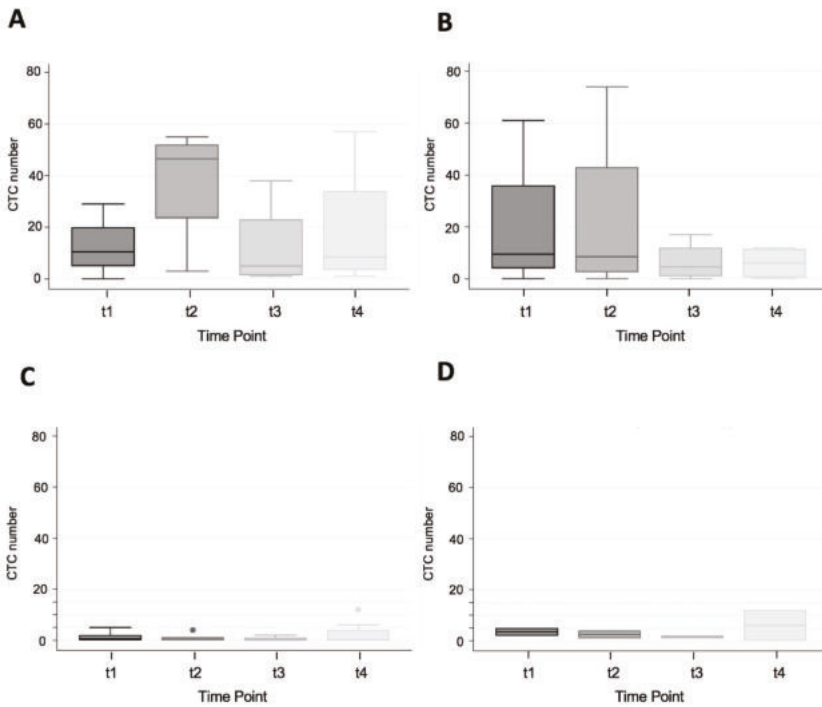 A
80
60
40
20
0
CTC number
t1 t2 t3 t4
Time Point
B
80
60
40
20
0
CTC number
t1 t2 t3 t4
Time Point
C
80
60
40
20
0
CTC number
t1 t2 t3 t4
Time Point
D
80
60
40
20
0
CTC number
t1 t2 t3 t4
Time Point